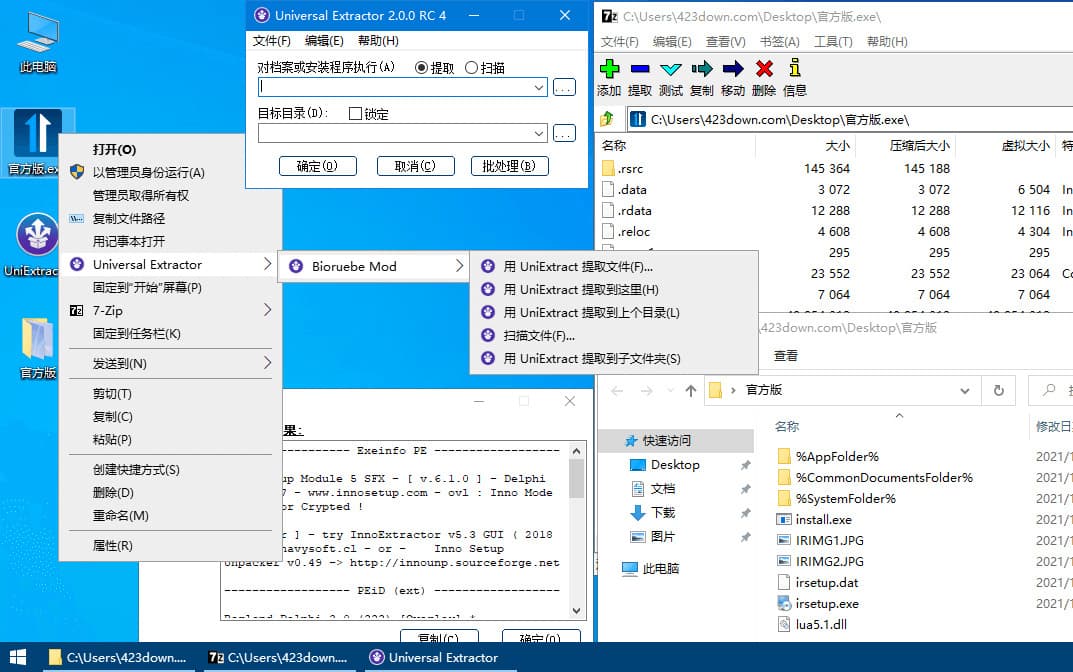 此电脑
官方版.ex
UniExtrac
官方版
打开(O)
以管理员身份运行(A)
管理员取得所有权
复制文件路径
用记事本打开
Universal Extractor
固定到"开始"屏幕(P)
7-Zip
固定到任务栏(K)
发送到(N)
剪切(T)
复制(C)
粘贴(P)
创建快捷方式(S)
删除(D)
重命名(M)
属性(R)
Bioruebe Mod
用 UniExtract 提取文件(F)...
用 UniExtract 提取到这里(H)
用 UniExtract 提取到上个目录(L)
扫描文件(F)...
用 UniExtract 提取到子文件夹(S)
Universal Extractor 2.0.0 RC 4
文件(F) 编辑(E) 帮助(H)
对档案或安装程序执行(A) 提取 扫描
...
目标目录(D): 锁定
...
确定(O) 取消(C) 批处理(B)
C:\Users\423down.com\Desktop\官方版.exe\
文件(F) 编辑(E) 查看(V) 书签(A) 工具(T) 帮助(H)
添加 提取 测试 复制 移动 删除 信息
C:\Users\423down.com\Desktop\官方版.exe\
名称 大小 压缩后大小 虚拟大小 特
.rsrc 145 364 145 188
.data 3 072 3 072 6 504 In
.rdata 12 288 12 288 12 116 In
.reloc 4 608 4 608 4 304 In
295 295 295
23 552 23 552 23 064 Co
7 064 7 064 7 064
423down.com\Desktop\官方版
查看
官方版
快速访问
Desktop
文档
下载
图片
此电脑
名称 修改日
%AppFolder% 2021/1
%CommonDocumentsFolder% 2021/1
%SystemFolder% 2021/1
install.exe 2021/1
IRIMG1.JPG 2021/1
IRIMG2.JPG 2021/1
irsetup.dat 2021/1
irsetup.exe 2021/1
lua5.1.dll
果:
----------- Exeinfo PE ------------------
up Module 5 SFX - [ v.6.1.0 ] - Delphi
7 - www.innosetup.com - ovl : Inno Mode
or Crypted !
r ] - try InnoExtractor v5.3 GUI ( 2018
havysoft.cl - or - Inno Setup
Unpacker v0.49 -> http://innounp.sourceforge.net
------------------ PEiD (ext) ------------------
复制(C) 确定(O)
C:\Users\423down.... C:\Users\423down.... Universal Extractor